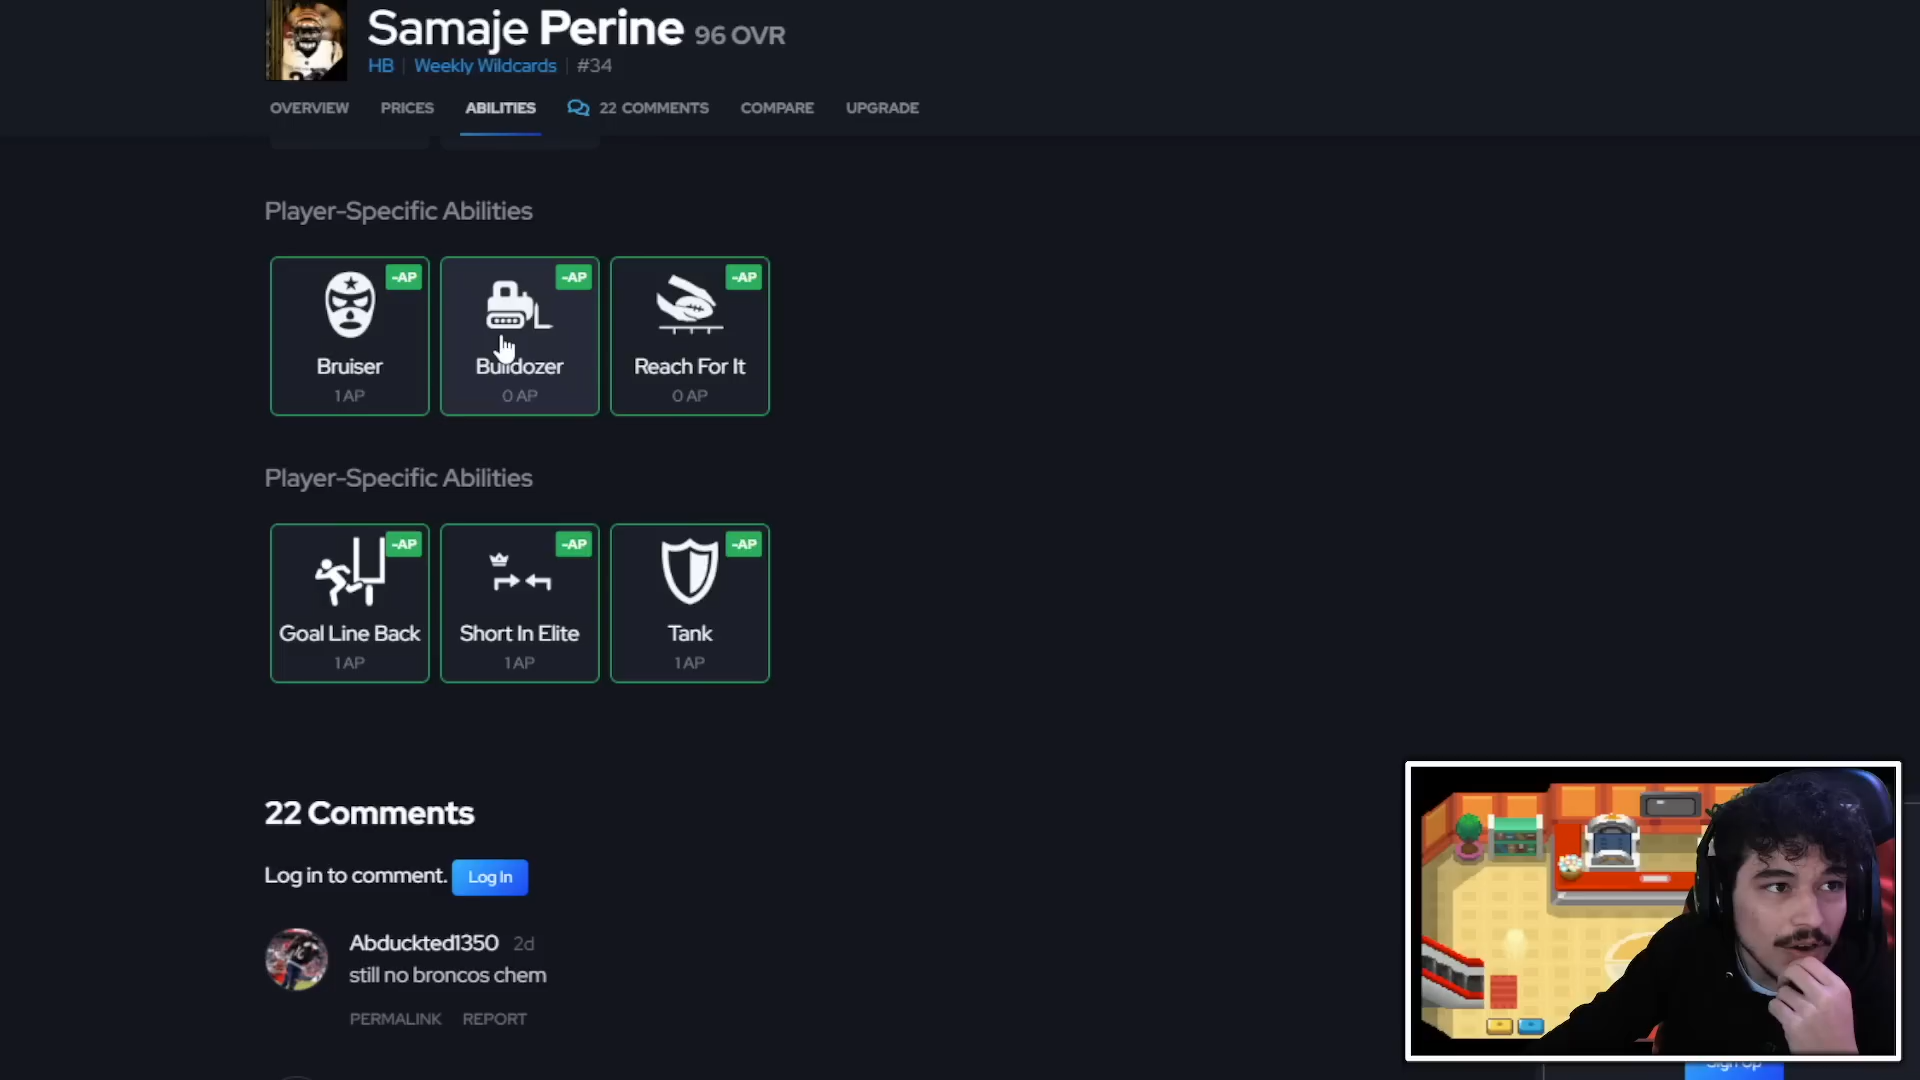 Samaje Perine 96 OVR
HB | Weekly Wildcards | #34
OVERVIEW PRICES ABILITIES 22 COMMENTS COMPARE UPGRADE
Player-Specific Abilities
-AP -AP -AP
Bruiser Bulldozer Reach For It
1 AP 0 AP 0 AP
Player-Specific Abilities
-AP -AP -AP
Goal Line Back Short In Elite Tank
1 AP 1 AP 1 AP
22 Comments
Log in to comment. Log In
Abduckted1350 2d
still no broncos chem
PERMALINK REPORT
Sign Up